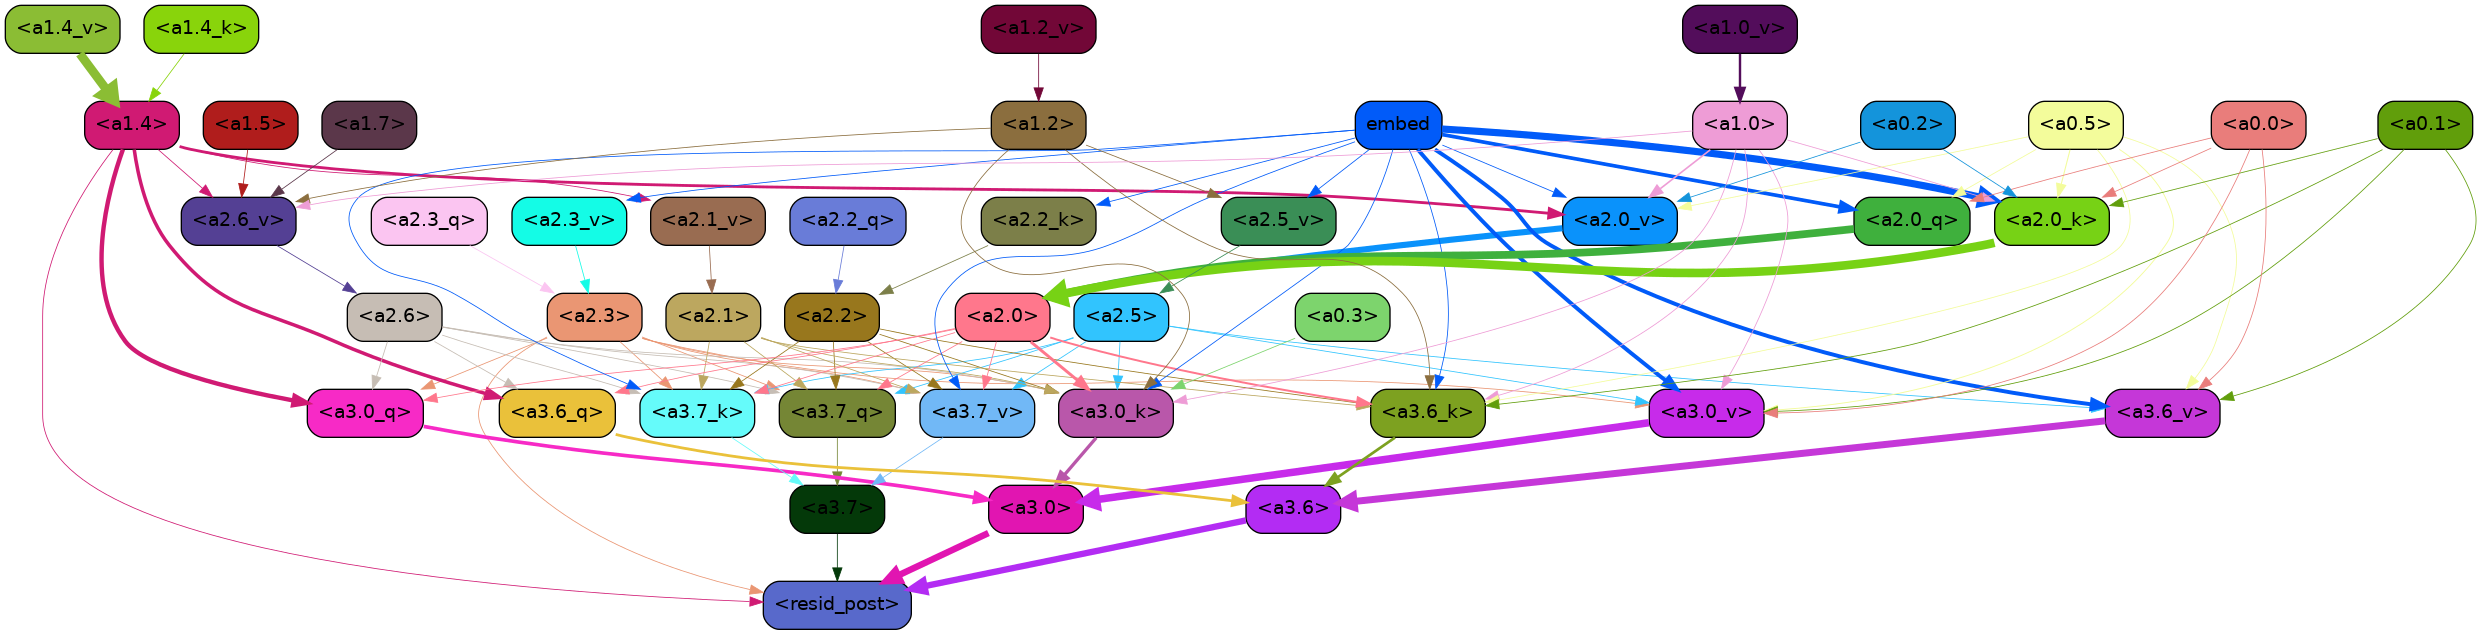 <a1.4_v> <a1.4_k> <a1.2_v> <a1.0_v>
<a1.4> <a1.5> <a1.7> <a1.2> embed <a1.0> <a0.2> <a0.5> <a0.0> <a0.1>
<a2.6_v> <a2.3_q> <a2.3_v> <a2.1_v> <a2.2_q> <a2.2_k> <a2.5_v> <a2.0_v> <a2.0_q> <a2.0_k>
<a2.6> <a2.3> <a2.1> <a2.2> <a2.0> <a2.5> <a0.3>
<a3.0_q> <a3.6_q> <a3.7_k> <a3.7_q> <a3.7_v> <a3.0_k> <a3.6_k> <a3.0_v> <a3.6_v>
<a3.7> <a3.0> <a3.6>
<resid_post>